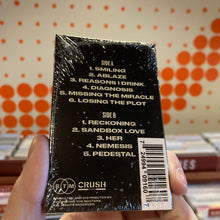 SIDE A
1. SMILING
2. ABLAZE
3. REASONS I DRINK
4. DIAGNOSIS
5. MISSING THE MIRACLE
6. LOSING THE PLOT
SIDE B
1. RECKONING
2. SANDBOX LOVE
3. HER
4. NEMESIS
5. PEDESTAL
CRUSH